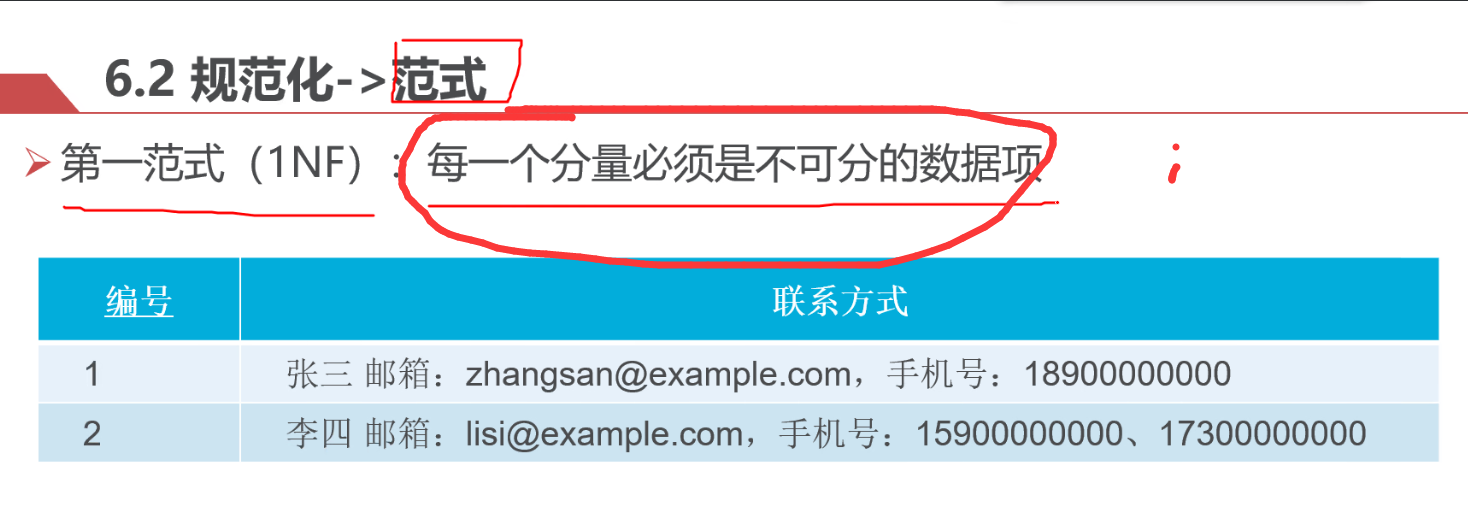 6.2 规范化->范式
第一范式（1NF）：每一个分量必须是不可分的数据项
编号 联系方式
1 张三 邮箱：zhangsan@example.com，手机号：18900000000
2 李四 邮箱：lisi@example.com，手机号：15900000000、17300000000